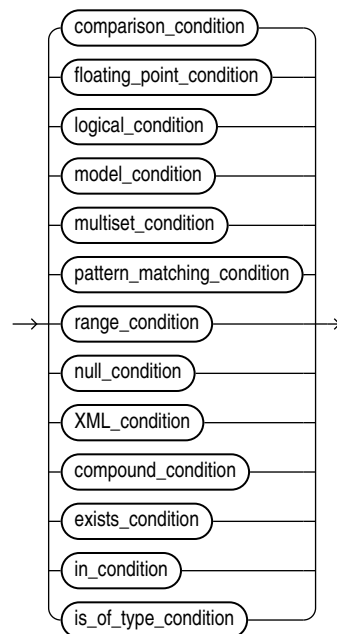 comparison_condition
floating_point_condition
logical_condition
model_condition
multiset_condition
pattern_matching_condition
range_condition
null_condition
XML_condition
compound_condition
exists_condition
in_condition
is_of_type_condition